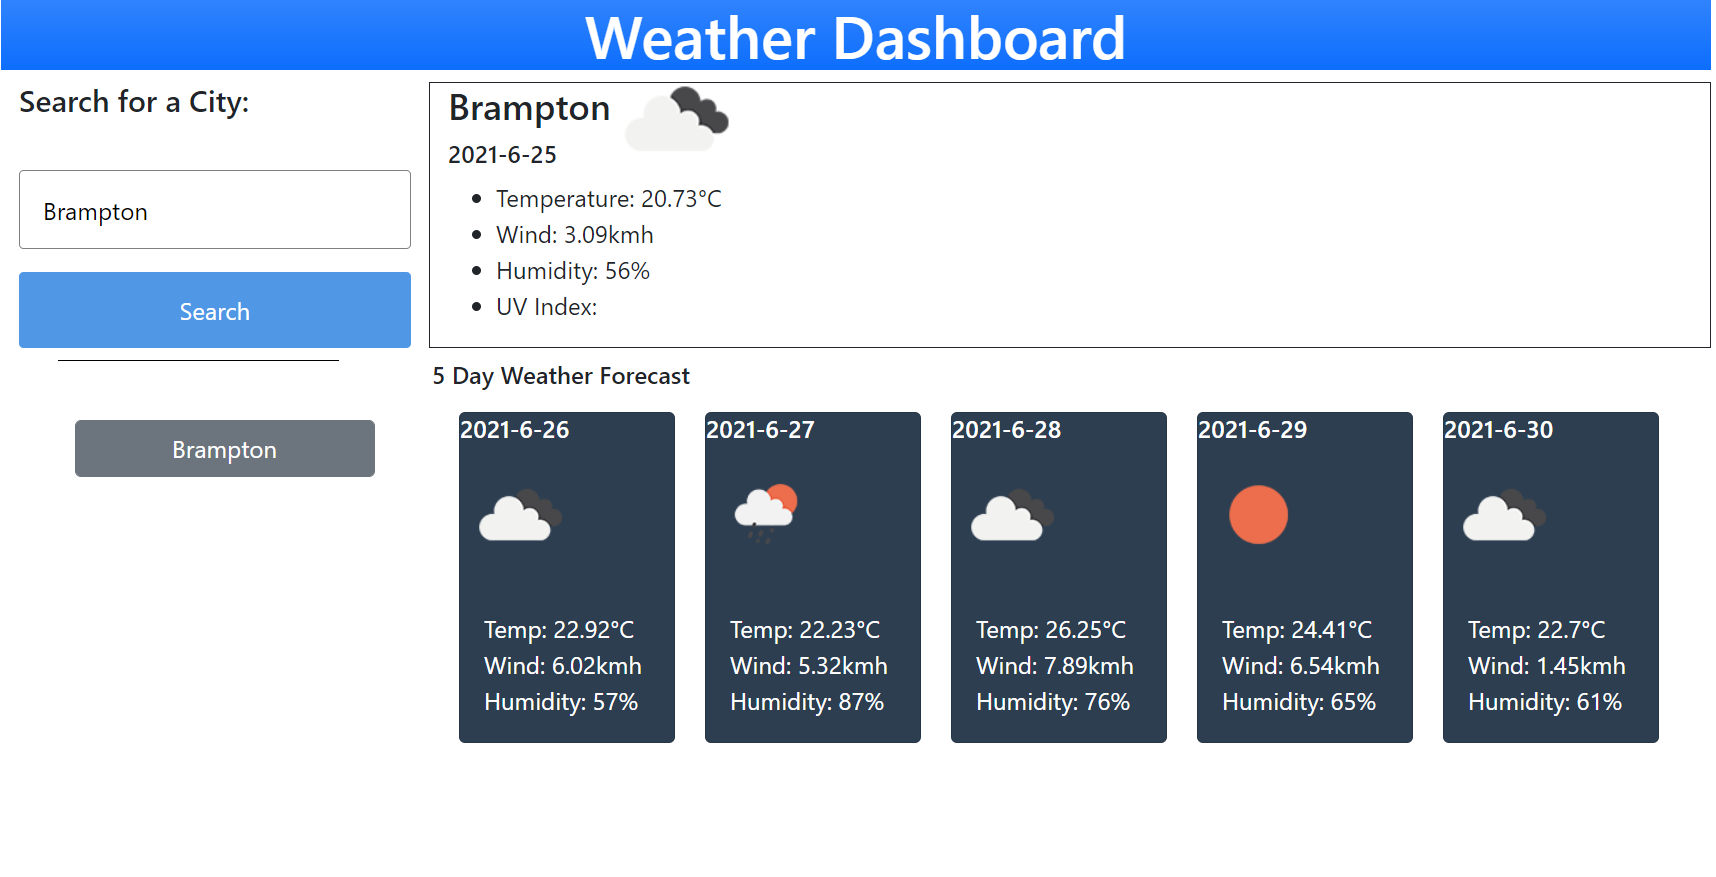 Weather Dashboard
Search for a City:
Brampton
Search
Brampton
Brampton
2021-6-25
Temperature: 20.73°C
Wind: 3.09kmh
Humidity: 56%
UV Index:
5 Day Weather Forecast
2021-6-26
Temp: 22.92°C
Wind: 6.02kmh
Humidity: 57%
2021-6-27
Temp: 22.23°C
Wind: 5.32kmh
Humidity: 87%
2021-6-28
Temp: 26.25°C
Wind: 7.89kmh
Humidity: 76%
2021-6-29
Temp: 24.41°C
Wind: 6.54kmh
Humidity: 65%
2021-6-30
Temp: 22.7°C
Wind: 1.45kmh
Humidity: 61%